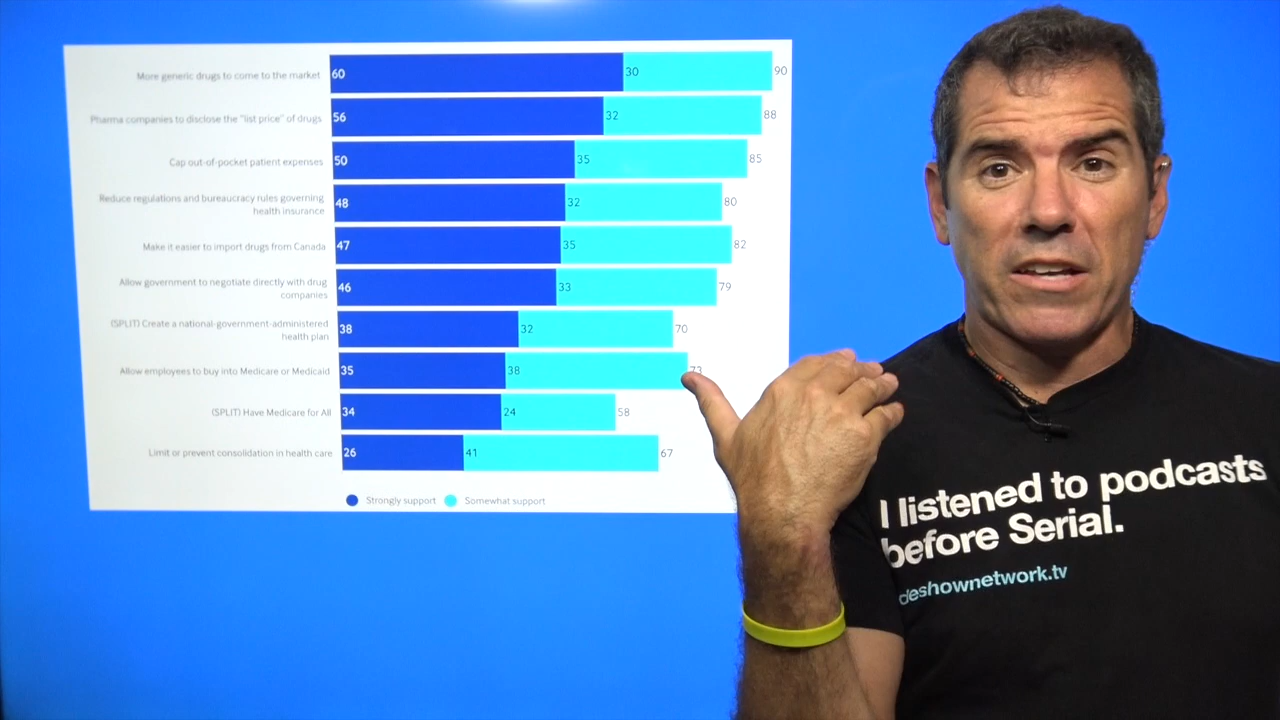 More generic drugs to come to the market 60 30 90
Pharma companies to disclose the "list price" of drugs 56 32 88
Cap out-of-pocket patient expenses 50 35 85
Reduce regulations and bureaucracy rules governing
health insurance 48 32 80
Make it easier to import drugs from Canada 47 35 82
Allow government to negotiate directly with drug
companies 46 33 79
(SPLIT) Create a national-government-administered
health plan 38 32 70
Allow employees to buy into Medicare or Medicaid 35 38 73
(SPLIT) Have Medicare for All 34 24 58
Limit or prevent consolidation in health care 26 41 67
Strongly support Somewhat support
I listened to podcasts
before Serial.
deshownetwork.tv